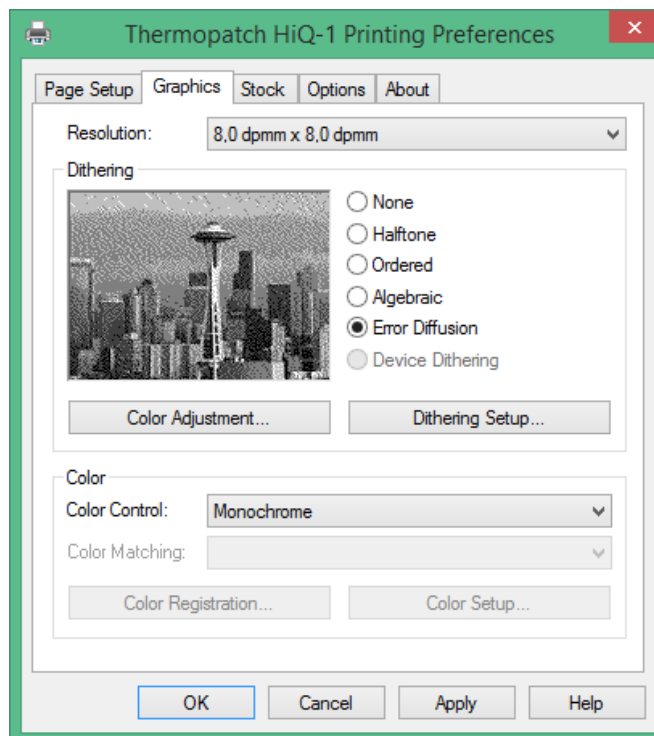 Thermopatch HiQ-1 Printing Preferences
Page Setup Graphics Stock Options About
Resolution: 8,0 dpmm x 8,0 dpmm
Dithering
None
Halftone
Ordered
Algebraic
Error Diffusion
Device Dithering
Color Adjustment... Dithering Setup...
Color
Color Control: Monochrome
Color Matching:
Color Registration... Color Setup...
OK Cancel Apply Help